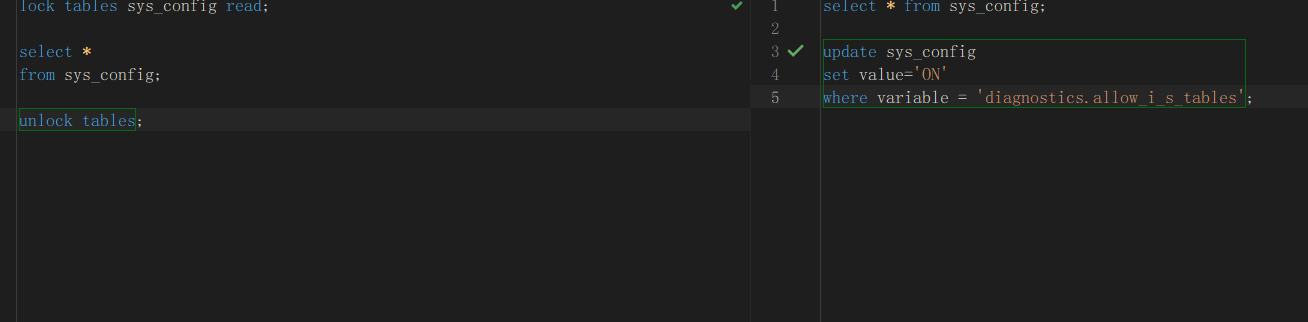 lock tables sys_config read;
select *
from sys_config;
unlock tables;
1 select * from sys_config;
2
3 update sys_config
4 set value='ON'
5 where variable = 'diagnostics.allow_i_s_tables';